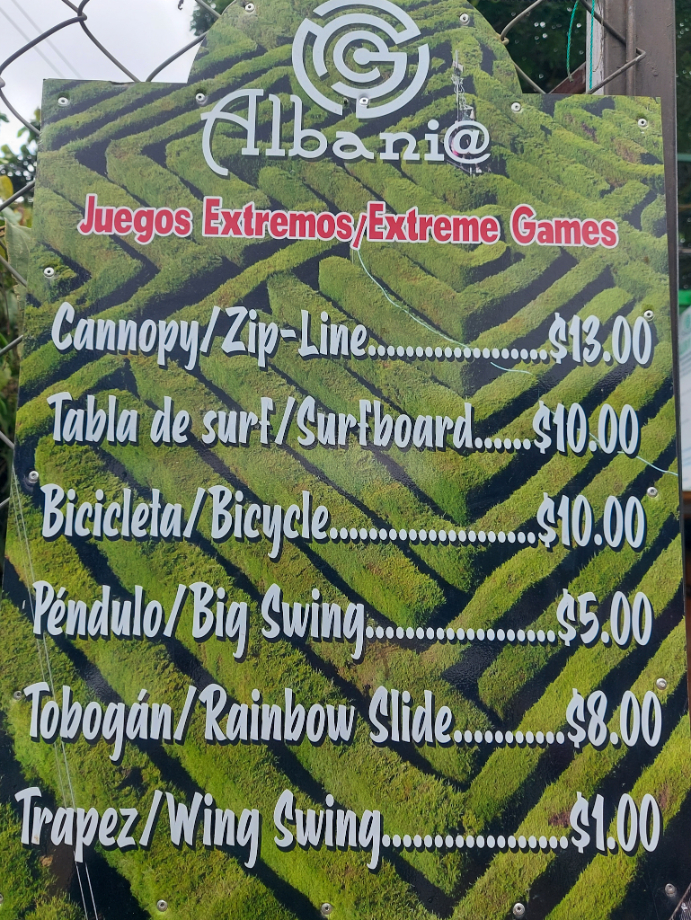 Albani@
Juegos Extremos/Extreme Games
Cannopy/Zip-Line..................$13.00
Tabla de surf/Surfboard......$10.00
Bicicleta/Bicycle.....................$10.00
Péndulo/Big Swing...................$5.00
Tobogán/Rainbow Slide...........$8.00
Trapez/Wing Swing..................$1.00